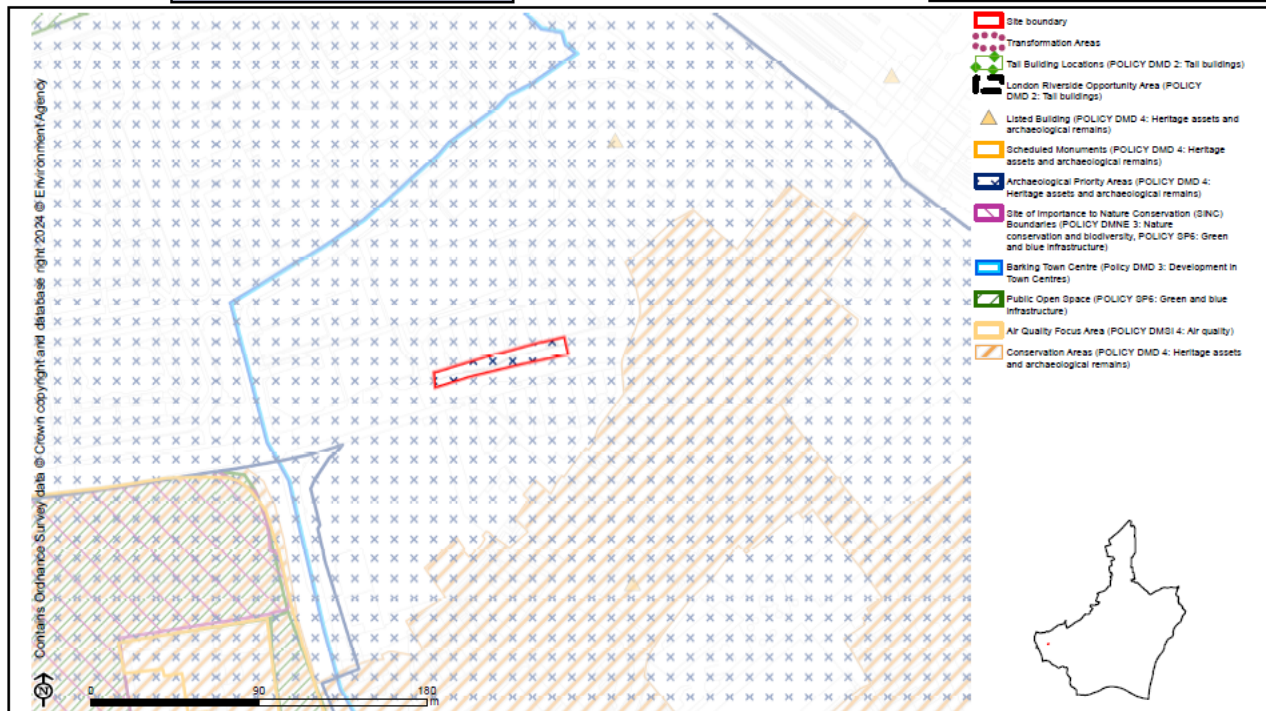 Site boundary
Transformation Areas
Tall Building Locations (POLICY DMD 2: Tall buildings)
London Riverside Opportunity Area (POLICY
DMD 2: Tall buildings)
Listed Building (POLICY DMD 4: Heritage assets and
archaeological remains)
Scheduled Monuments (POLICY DMD 4: Heritage
assets and archaeological remains)
Archaeological Priority Areas (POLICY DMD 4:
Heritage assets and archaeological remains)
Site of Importance to Nature Conservation (SINC)
Boundaries (POLICY DMNE 3: Nature
conservation and biodiversity, POLICY SP6: Green
and blue infrastructure)
Barking Town Centre (Policy DMD 3: Development in
Town Centres)
Public Open Space (POLICY SP6: Green and blue
infrastructure)
Air Quality Focus Area (POLICY DMSI 4: Air quality)
Conservation Areas (POLICY DMD 4: Heritage assets
and archaeological remains)
Contains Ordnance Survey data © Crown copyright and database right 2024 © Environment Agency
N
0 90 180
m